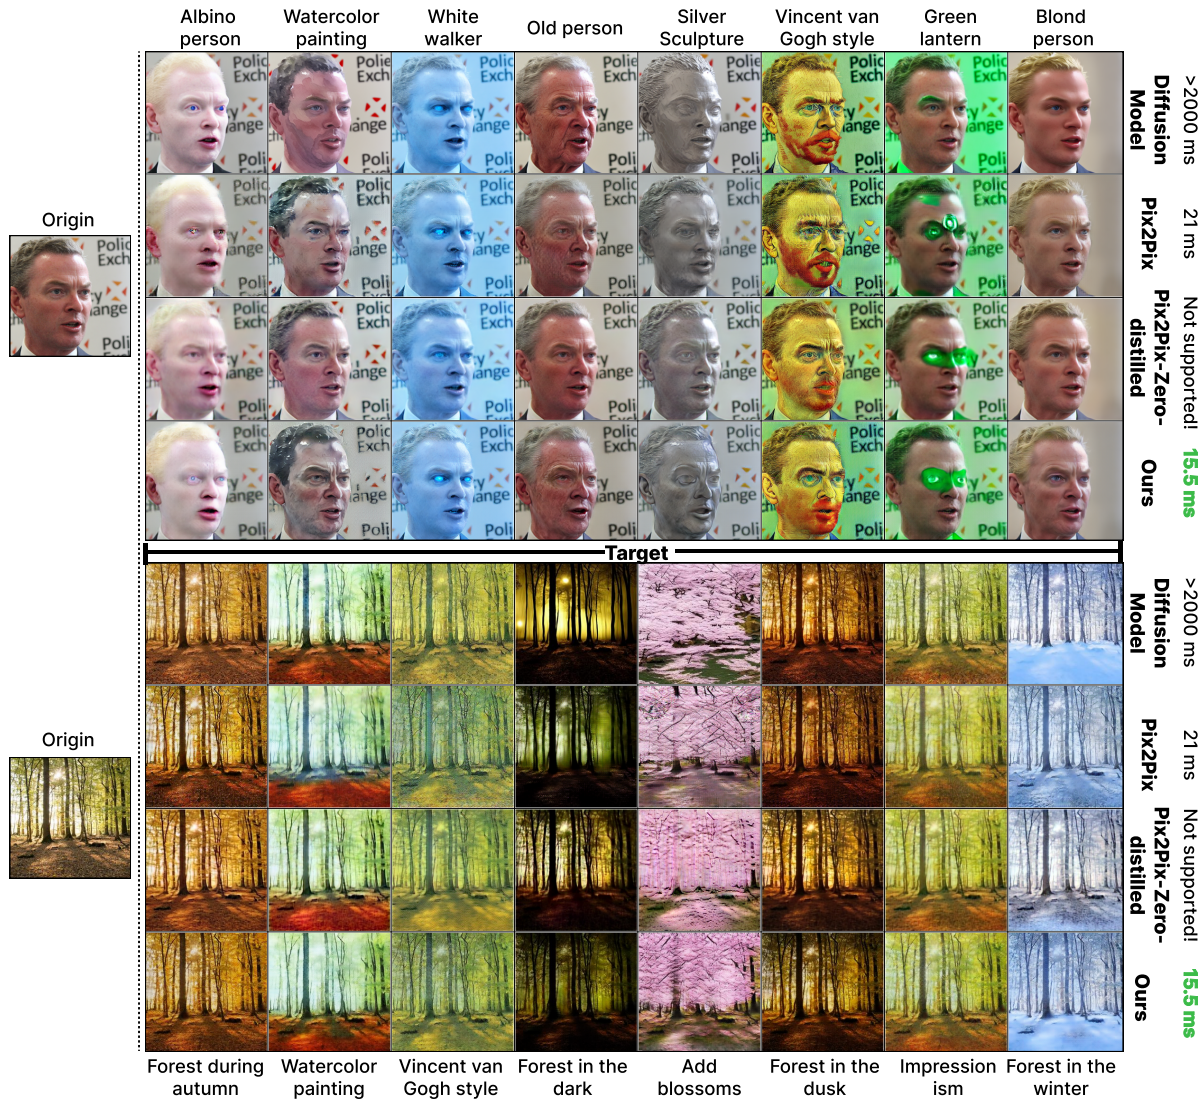 Albino
person
Watercolor
painting
White
walker
Old person
Silver
Sculpture
Vincent van
Gogh style
Green
lantern
Blond
person
Origin
Diffusion
Model
>2000 ms
Pix2Pix
21 ms
Pix2Pix-Zero-
distilled
Not supported!
Ours
15.5 ms
Target
Origin
Diffusion
Model
>2000 ms
Pix2Pix
21 ms
Pix2Pix-Zero-
distilled
Not supported!
Ours
15.5 ms
Forest during
autumn
Watercolor
painting
Vincent van
Gogh style
Forest in the
dark
Add
blossoms
Forest in the
dusk
Impression
ism
Forest in the
winter